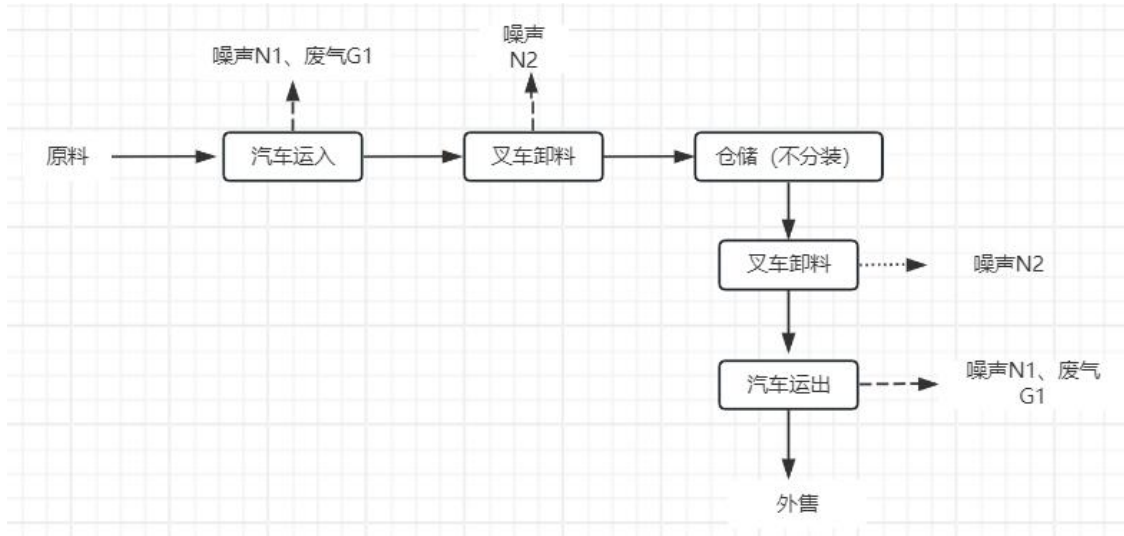 噪声N1、废气G1
噪声
N2
原料
汽车运入
叉车卸料
仓储（不分装）
叉车卸料
噪声N2
汽车运出
噪声N1、废气
G1
外售